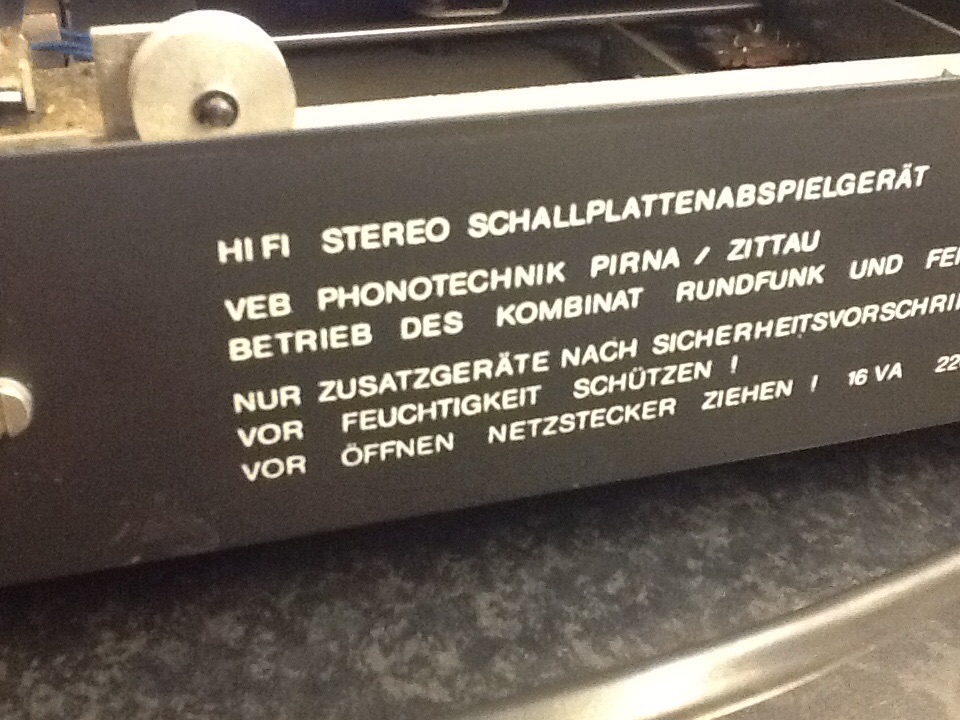 HI FI STEREO SCHALLPLATTENABSPIELGERÄT
VEB PHONOTECHNIK PIRNA / ZITTAU
BETRIEB DES KOMBINAT RUNDFUNK UND
NUR ZUSATZGERÄTE NACH
VOR FEUCHTIGKEIT SCHÜTZEN !
VOR ÖFFNEN NETZSTECKER ZIEHEN ! 16 VA